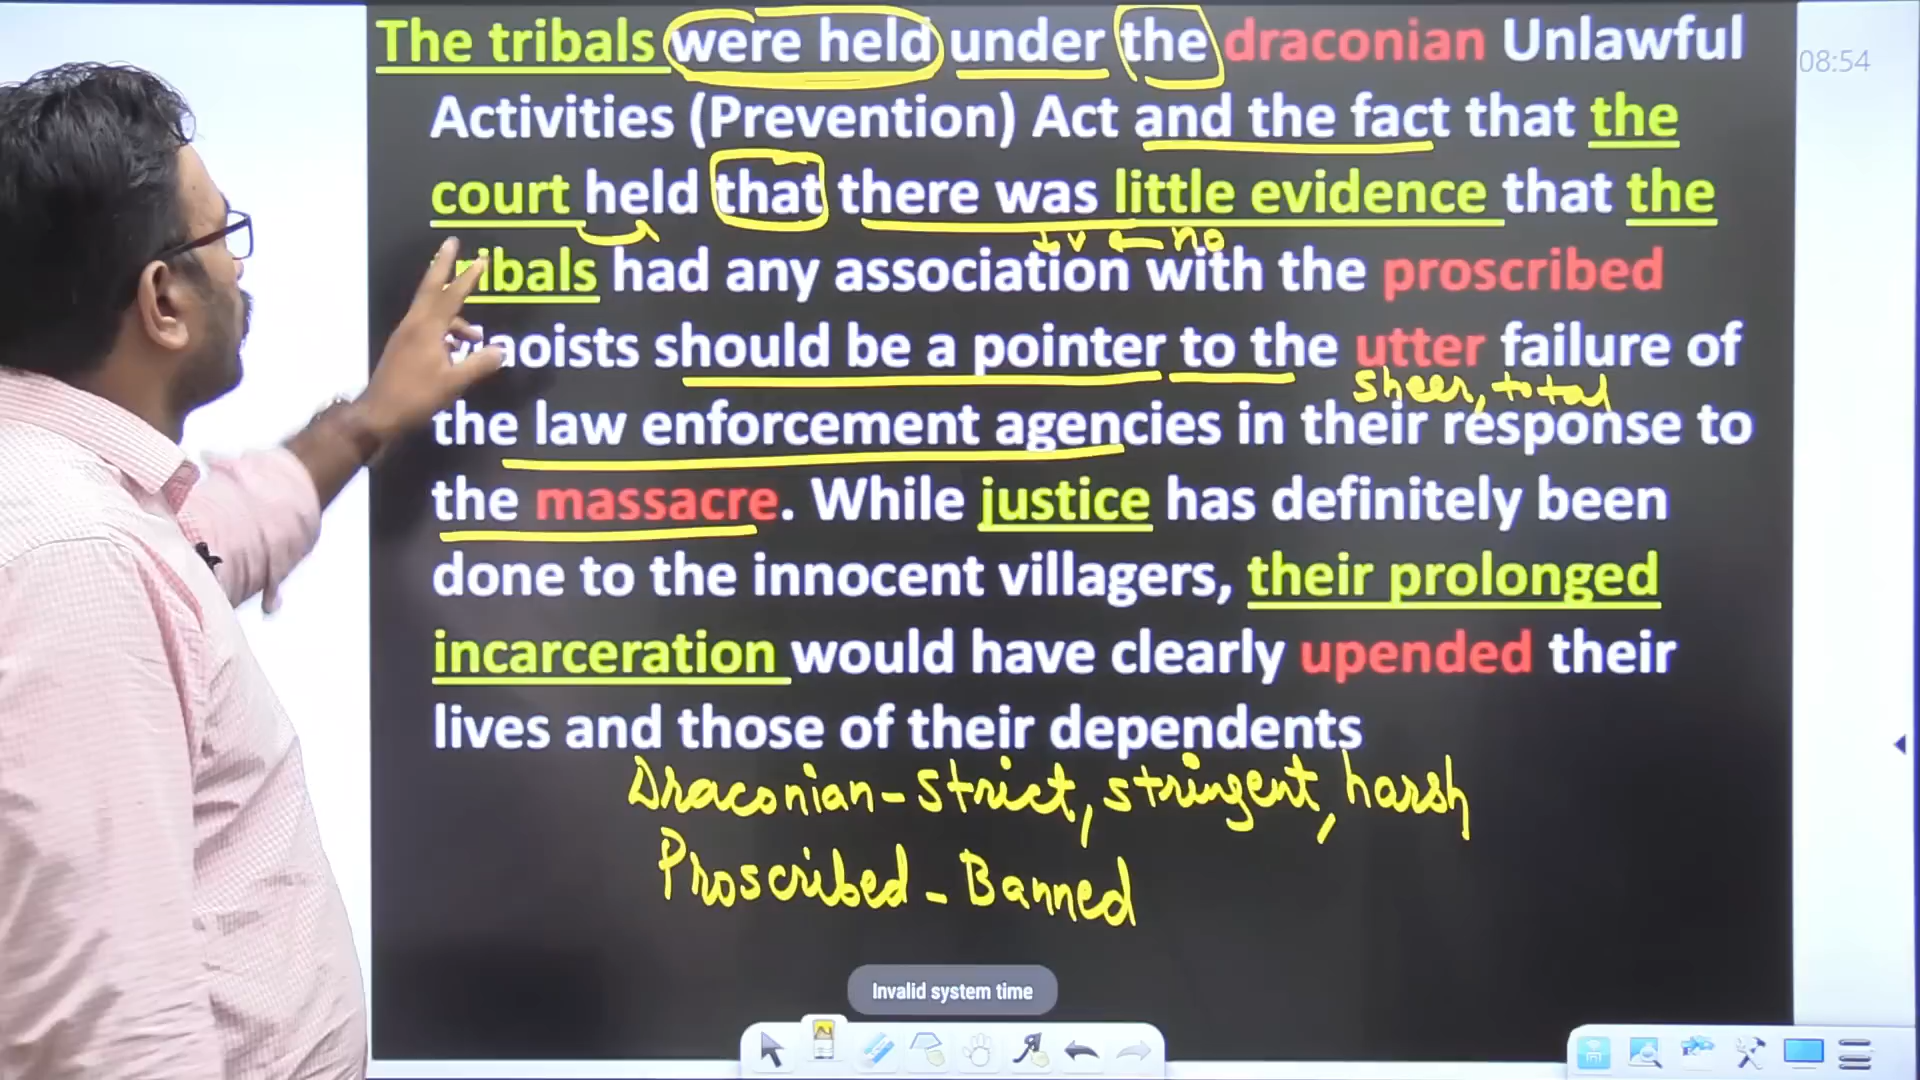 The tribals were held under the draconian Unlawful
08:54
Activities (Prevention) Act and the fact that the
court held that there was little evidence that the
v ← no
tribals had any association with the proscribed
Maoists should be a pointer to the utter failure of
sheer, total
the law enforcement agencies in their response to
the massacre. While justice has definitely been
done to the innocent villagers, their prolonged
incarceration would have clearly upended their
lives and those of their dependents
Draconian - strict, stringent, harsh
Proscribed - Banned
Invalid system time